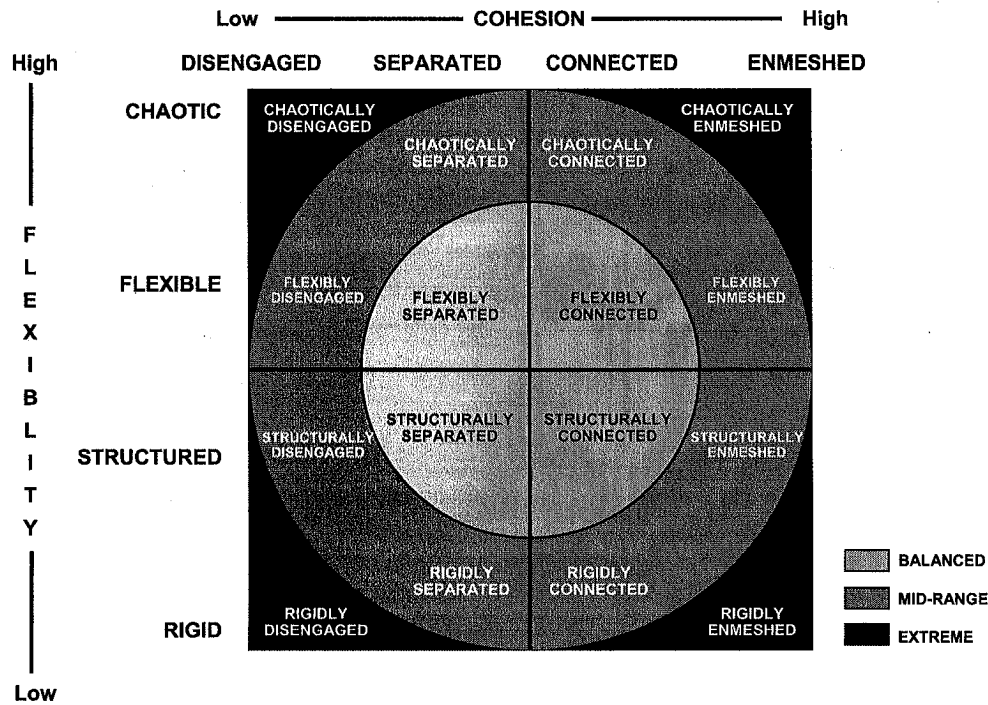 Low COHESION High
High DISENGAGED SEPARATED CONNECTED ENMESHED
CHAOTIC
CHAOTICALLY
DISENGAGED
CHAOTICALLY
SEPARATED
CHAOTICALLY
CONNECTED
CHAOTICALLY
ENMESHED
FLEXIBLE
FLEXIBLY
DISENGAGED
FLEXIBLY
SEPARATED
FLEXIBLY
CONNECTED
FLEXIBLY
ENMESHED
STRUCTURED
STRUCTURALLY
DISENGAGED
STRUCTURALLY
SEPARATED
STRUCTURALLY
CONNECTED
STRUCTURALLY
ENMESHED
RIGID
RIGIDLY
DISENGAGED
RIGIDLY
SEPARATED
RIGIDLY
CONNECTED
RIGIDLY
ENMESHED
F
L
E
X
I
B
L
I
T
Y
Low
BALANCED
MID-RANGE
EXTREME